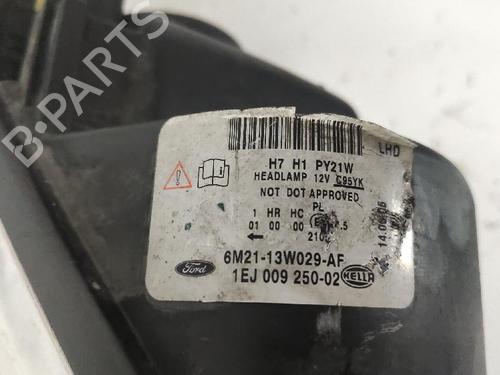 LHD
H7 H1 PY21W
HEADLAMP 12V C95YK
NOT DOT APPROVED
PL
1 HR HC
01 00 00 .5
6M21-13W029-AF
1EJ 009 250-02
Ford
HELLA
B-PARTS